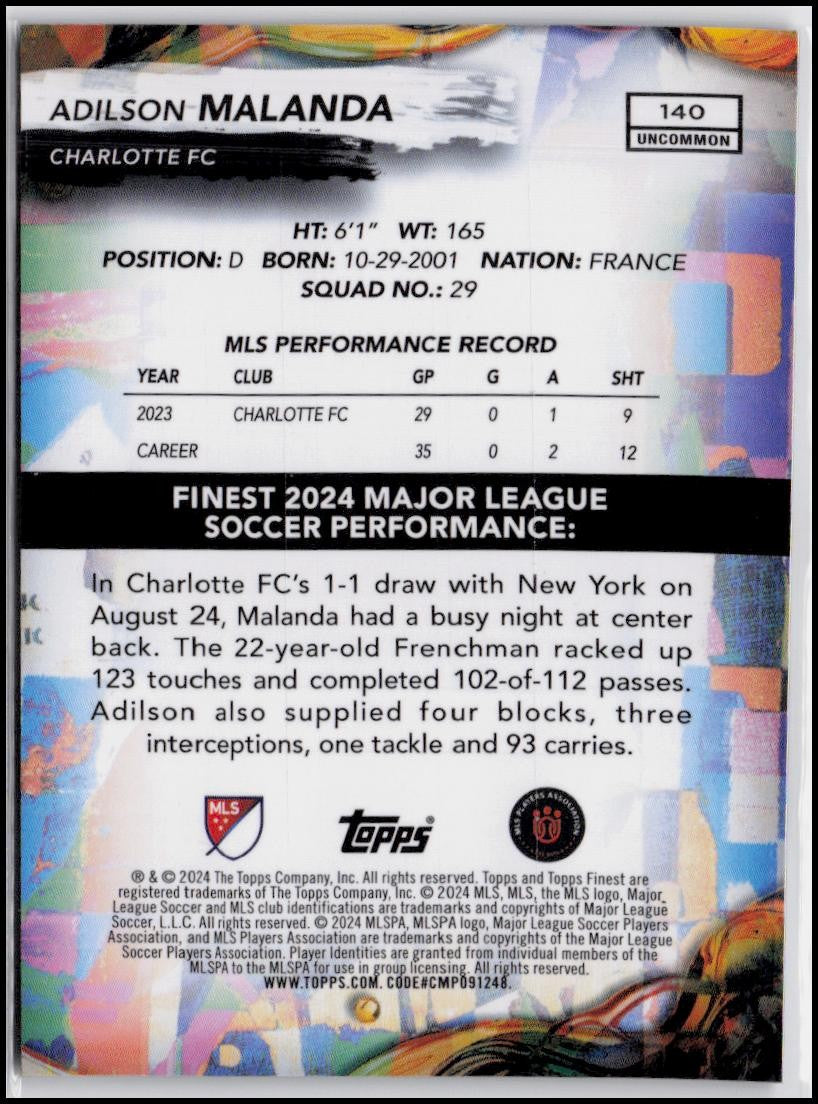 ADILSON MALANDA
CHARLOTTE FC
140
UNCOMMON
HT: 6'1" WT: 165
POSITION: D BORN: 10-29-2001 NATION: FRANCE
SQUAD NO.: 29
MLS PERFORMANCE RECORD
YEAR CLUB GP G A SHT
2023 CHARLOTTE FC 29 0 1 9
CAREER 35 0 2 12
FINEST 2024 MAJOR LEAGUE
SOCCER PERFORMANCE:
In Charlotte FC's 1-1 draw with New York on
August 24, Malanda had a busy night at center
back. The 22-year-old Frenchman racked up
123 touches and completed 102-of-112 passes.
Adilson also supplied four blocks, three
interceptions, one tackle and 93 carries.
MLS
Topps®
MLS PLAYERS ASSOCIATION
® & © 2024 The Topps Company, Inc. All rights reserved. Topps and Topps Finest are
registered trademarks of The Topps Company, Inc. © 2024 MLS, MLS, the MLS logo, Major
League Soccer and MLS club identifications are trademarks and copyrights of Major League
Soccer, L.L.C. All rights reserved. © 2024 MLSPA, MLSPA logo, Major League Soccer Players
Association, and MLS Players Association are trademarks and copyrights of the Major League
Soccer Players Association. Player Identities are granted from individual members of the
MLSPA to the MLSPA for use in group licensing. All rights reserved.
WWW.TOPPS.COM. CODE#CMP091248.